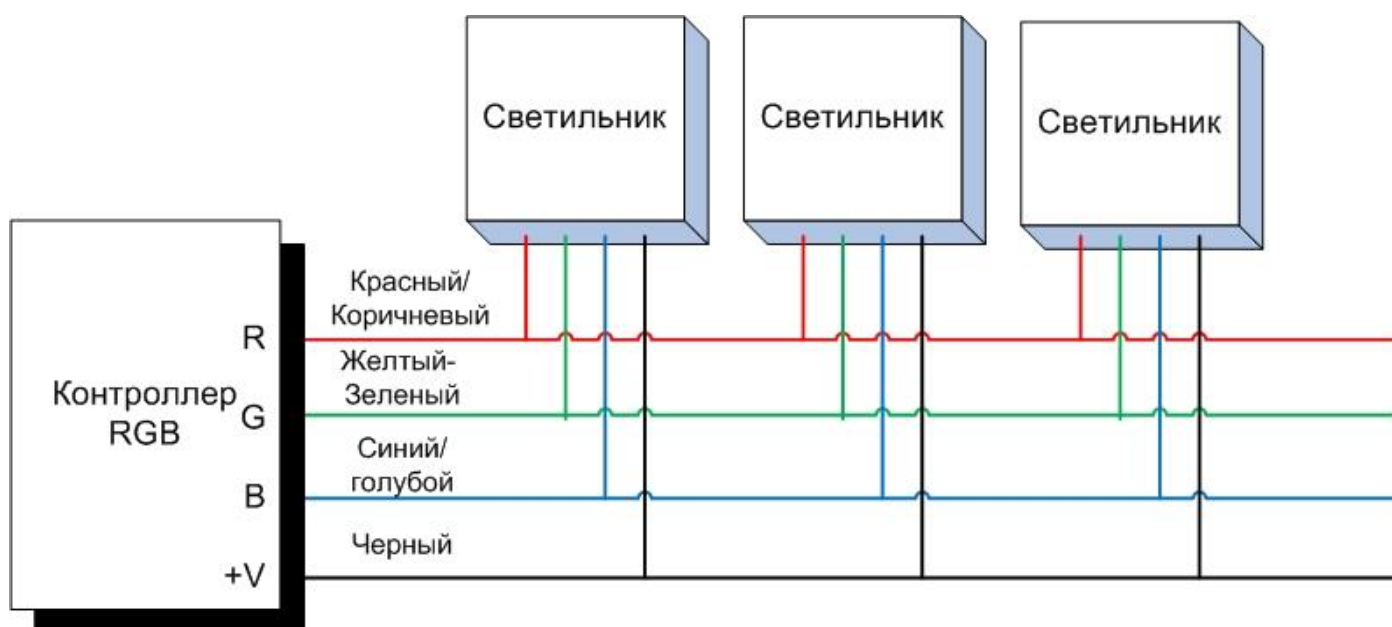 Светильник
Светильник
Светильник
Красный/
Коричневый
R
Желтый-
Зеленый
Контроллер
RGB
G
Синий/
голубой
B
Черный
+V